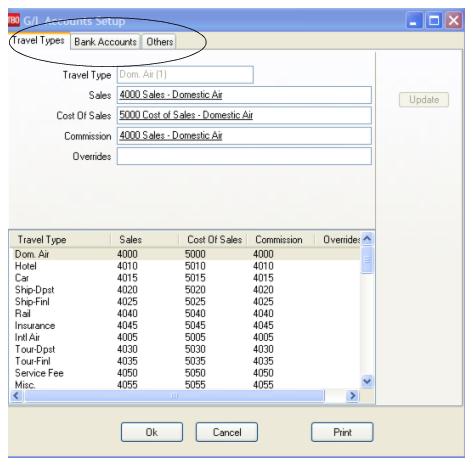 TBO G/L Accounts Setup
Travel Types Bank Accounts Others
Travel Type Dom. Air (1)
Sales 4000 Sales - Domestic Air
Update
Cost Of Sales 5000 Cost of Sales - Domestic Air
Commission 4000 Sales - Domestic Air
Overrides
Travel Type Sales Cost Of Sales Commission Overrides
Dom. Air 4000 5000 4000
Hotel 4010 5010 4010
Car 4015 5015 4015
Ship-Dpst 4020 5020 4020
Ship-Finl 4025 5025 4025
Rail 4040 5040 4040
Insurance 4045 5045 4045
Intl Air 4005 5005 4005
Tour-Dpst 4030 5030 4030
Tour-Finl 4035 5035 4035
Service Fee 4050 5050 4050
Misc. 4055 5055 4055
Ok Cancel Print